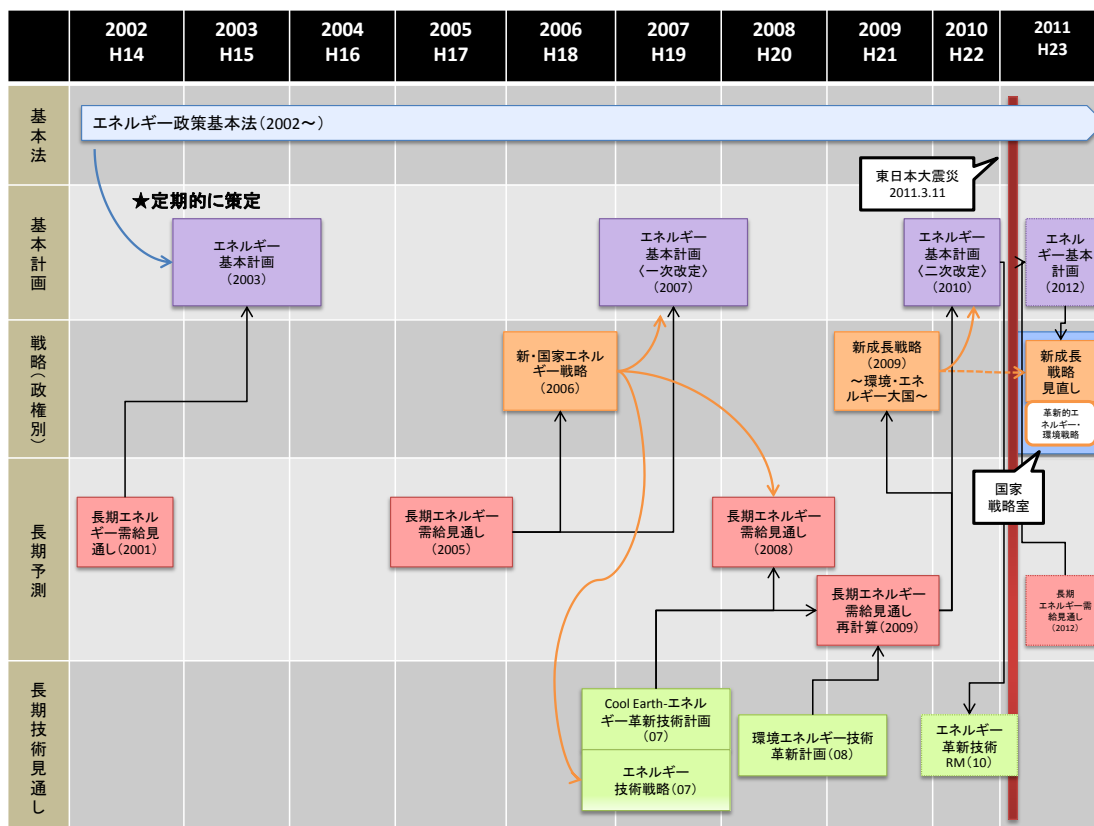 2002
H14
2003
H15
2004
H16
2005
H17
2006
H18
2007
H19
2008
H20
2009
H21
2010
H22
2011
H23
基本法
エネルギー政策基本法(2002~)
東日本大震災
2011.3.11
基本計画
★定期的に策定
エネルギー
基本計画
(2003)
エネルギー
基本計画
〈一次改定〉
(2007)
エネルギー
基本計画
〈二次改定〉
(2010)
エネル
ギー基本
計画
(2012)
戦略(政権別)
新・国家エネル
ギー戦略
(2006)
新成長戦略
(2009)
~環境・エネ
ルギー大国~
新成長
戦略
見直し
革新的エ
ネルギー・
環境戦略
国家
戦略室
長期予測
長期エネル
ギー需給見
通し(2001)
長期エネルギー
需給見通し
(2005)
長期エネルギー
需給見通し
(2008)
長期エネルギー
需給見通し
再計算(2009)
長期
エネルギー需
給見通し
(2012)
長期技術見通し
Cool Earth-エネル
ギー革新技術計画
(07)
エネルギー
技術戦略(07)
環境エネルギー技術
革新計画(08)
エネルギー
革新技術
RM(10)